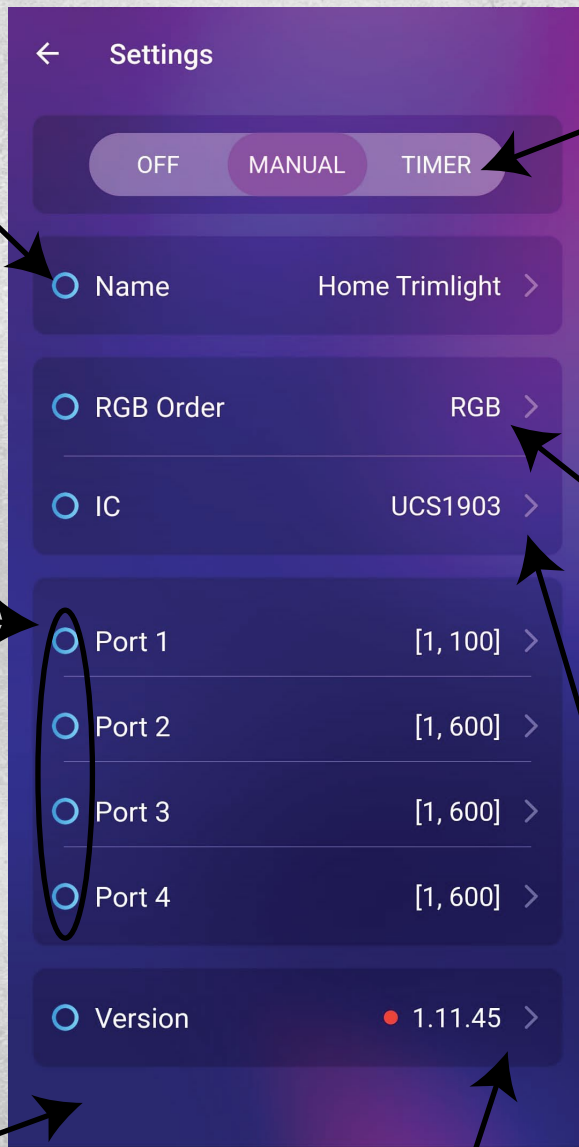 Settings
OFF MANUAL TIMER
Name Home Trimlight
RGB Order RGB
IC UCS1903
Port 1 [1, 100]
Port 2 [1, 600]
Port 3 [1, 600]
Port 4 [1, 600]
Version 1.11.45